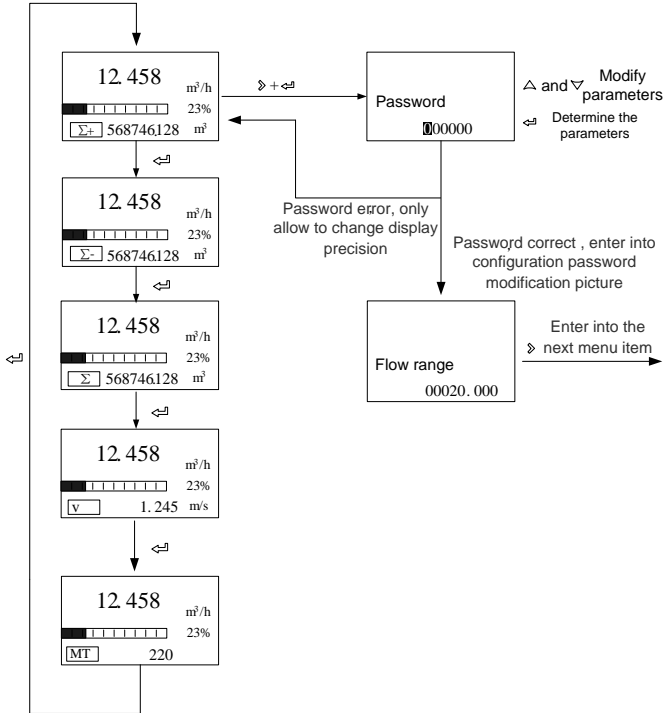 12.458
m³/h
23%
Σ+ 568746.128 m³
12.458
m³/h
23%
Σ- 568746.128 m³
12.458
m³/h
23%
Σ 568746.128 m³
12.458
m³/h
23%
v 1.245 m/s
12.458
m³/h
23%
MT 220
+
Password
000000
and Modify
parameters
Determine the
parameters
Password error, only
allow to change display
precision
Password correct , enter into
configuration password
modification picture
Flow range
00020.000
Enter into the
next menu item